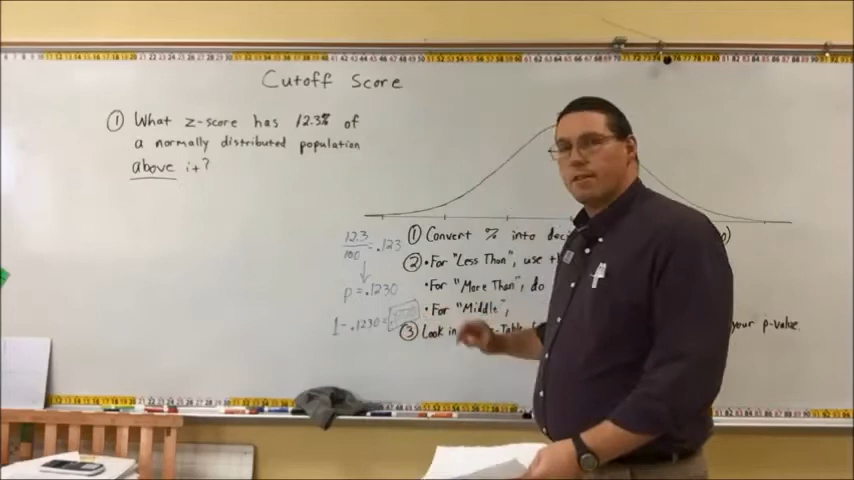 Cutoff Score
① What z-score has 12.3% of
a normally distributed population
above it?
12.3
100
= .123
p = .1230
1 - .1230 =
① Convert % into
② • For "Less Than", use
• For "More Than", do
• For "Middle",
③ Look in
your p-value.